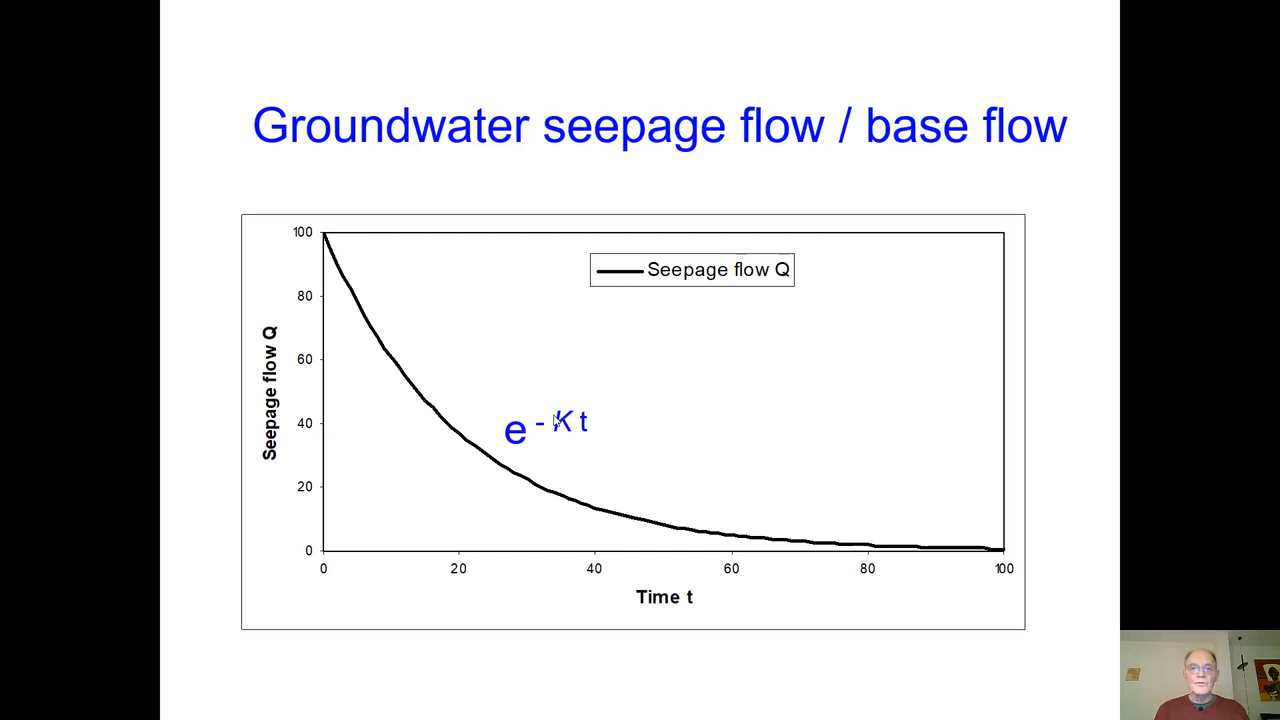 Groundwater seepage flow / base flow
100
80
60
40
20
0
Seepage flow Q
Seepage flow Q
e - K t
0 20 40 60 80 100
Time t